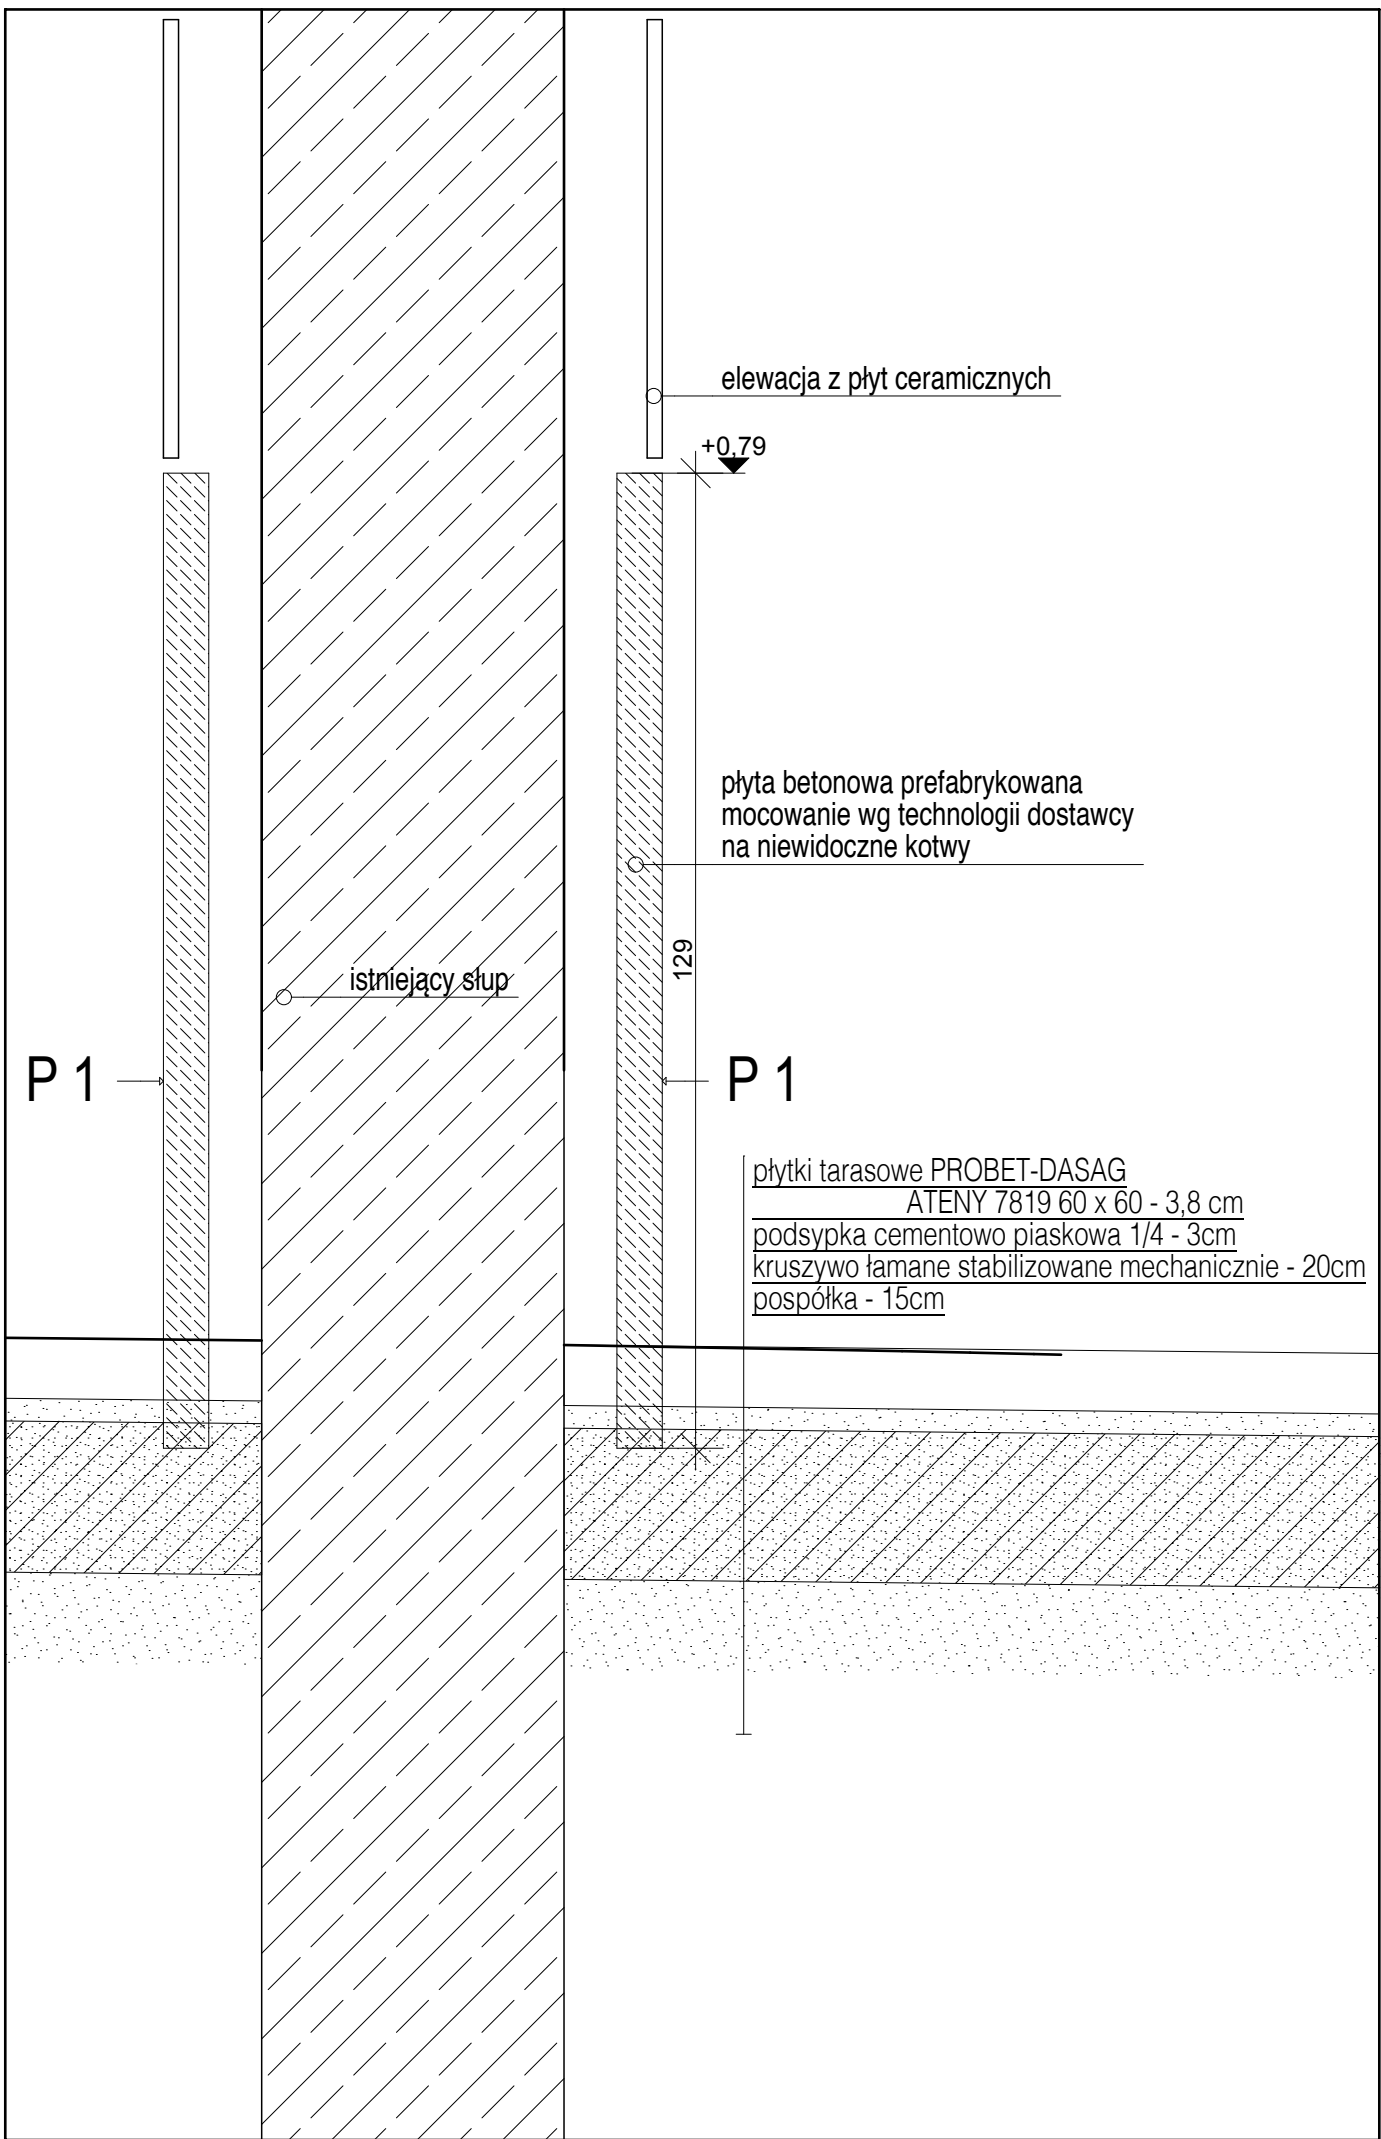 elewacja z płyt ceramicznych
+0,79
płyta betonowa prefabrykowana
mocowanie wg technologii dostawcy
na niewidoczne kotwy
129
istniejący słup
P 1
P 1
płytki tarasowe PROBET-DASAG
ATENY 7819 60 x 60 - 3,8 cm
podsypka cementowo piaskowa 1/4 - 3cm
kruszywo łamane stabilizowane mechanicznie - 20cm
pospółka - 15cm